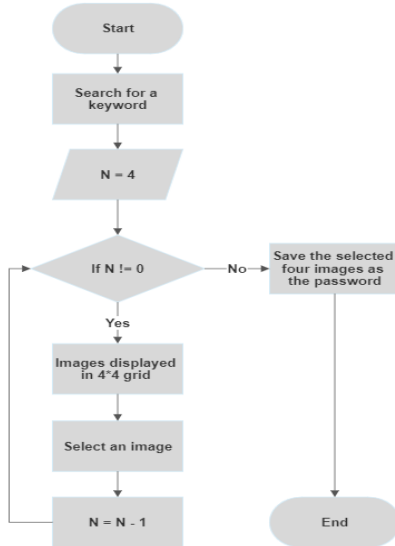 Start
Search for a
keyword
N = 4
If N != 0
No
Save the selected
four images as
the password
Yes
Images displayed
in 4*4 grid
Select an image
N = N - 1
End